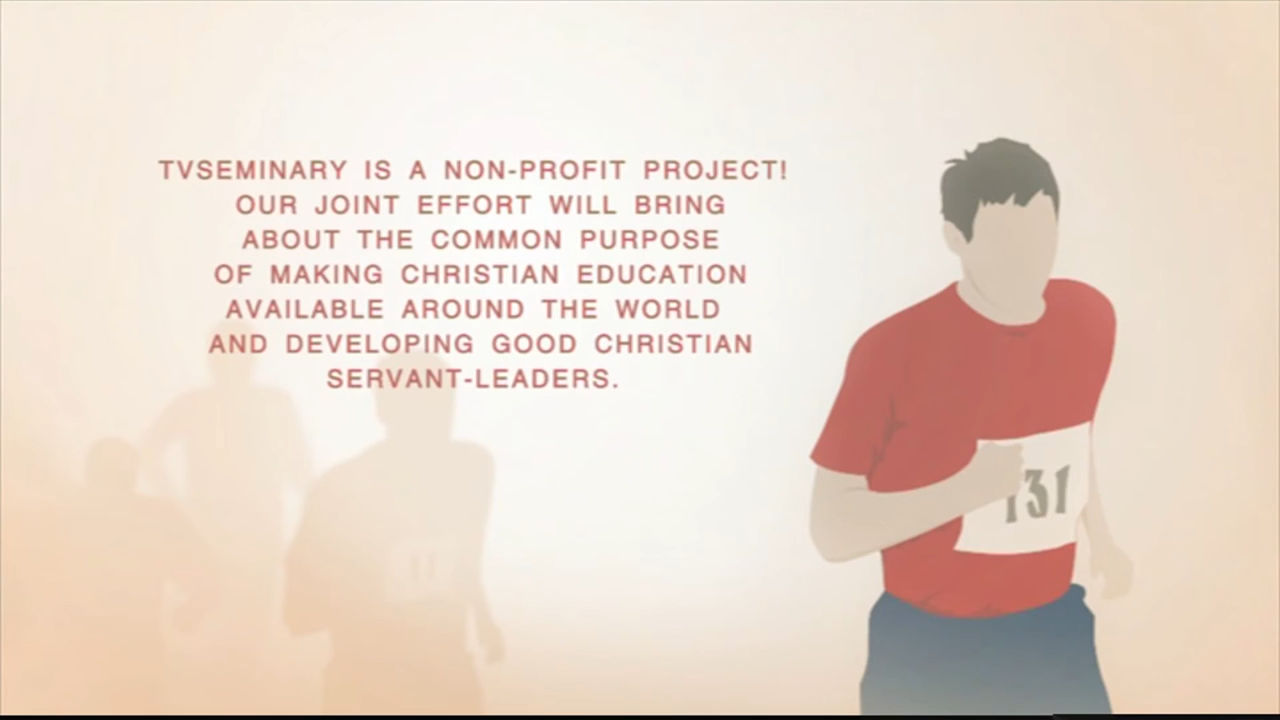 TVSEMINARY IS A NON-PROFIT PROJECT!
OUR JOINT EFFORT WILL BRING
ABOUT THE COMMON PURPOSE
OF MAKING CHRISTIAN EDUCATION
AVAILABLE AROUND THE WORLD
AND DEVELOPING GOOD CHRISTIAN
SERVANT-LEADERS.
131